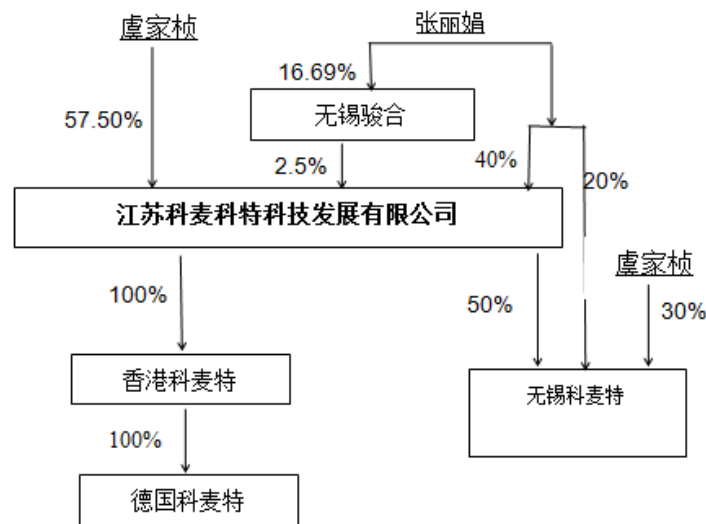 虞家桢
张丽娟
16.69%
57.50%
无锡骏合
2.5%
40%
20%
江苏科麦科特科技发展有限公司
虞家桢
100%
50%
30%
香港科麦特
无锡科麦特
100%
德国科麦特